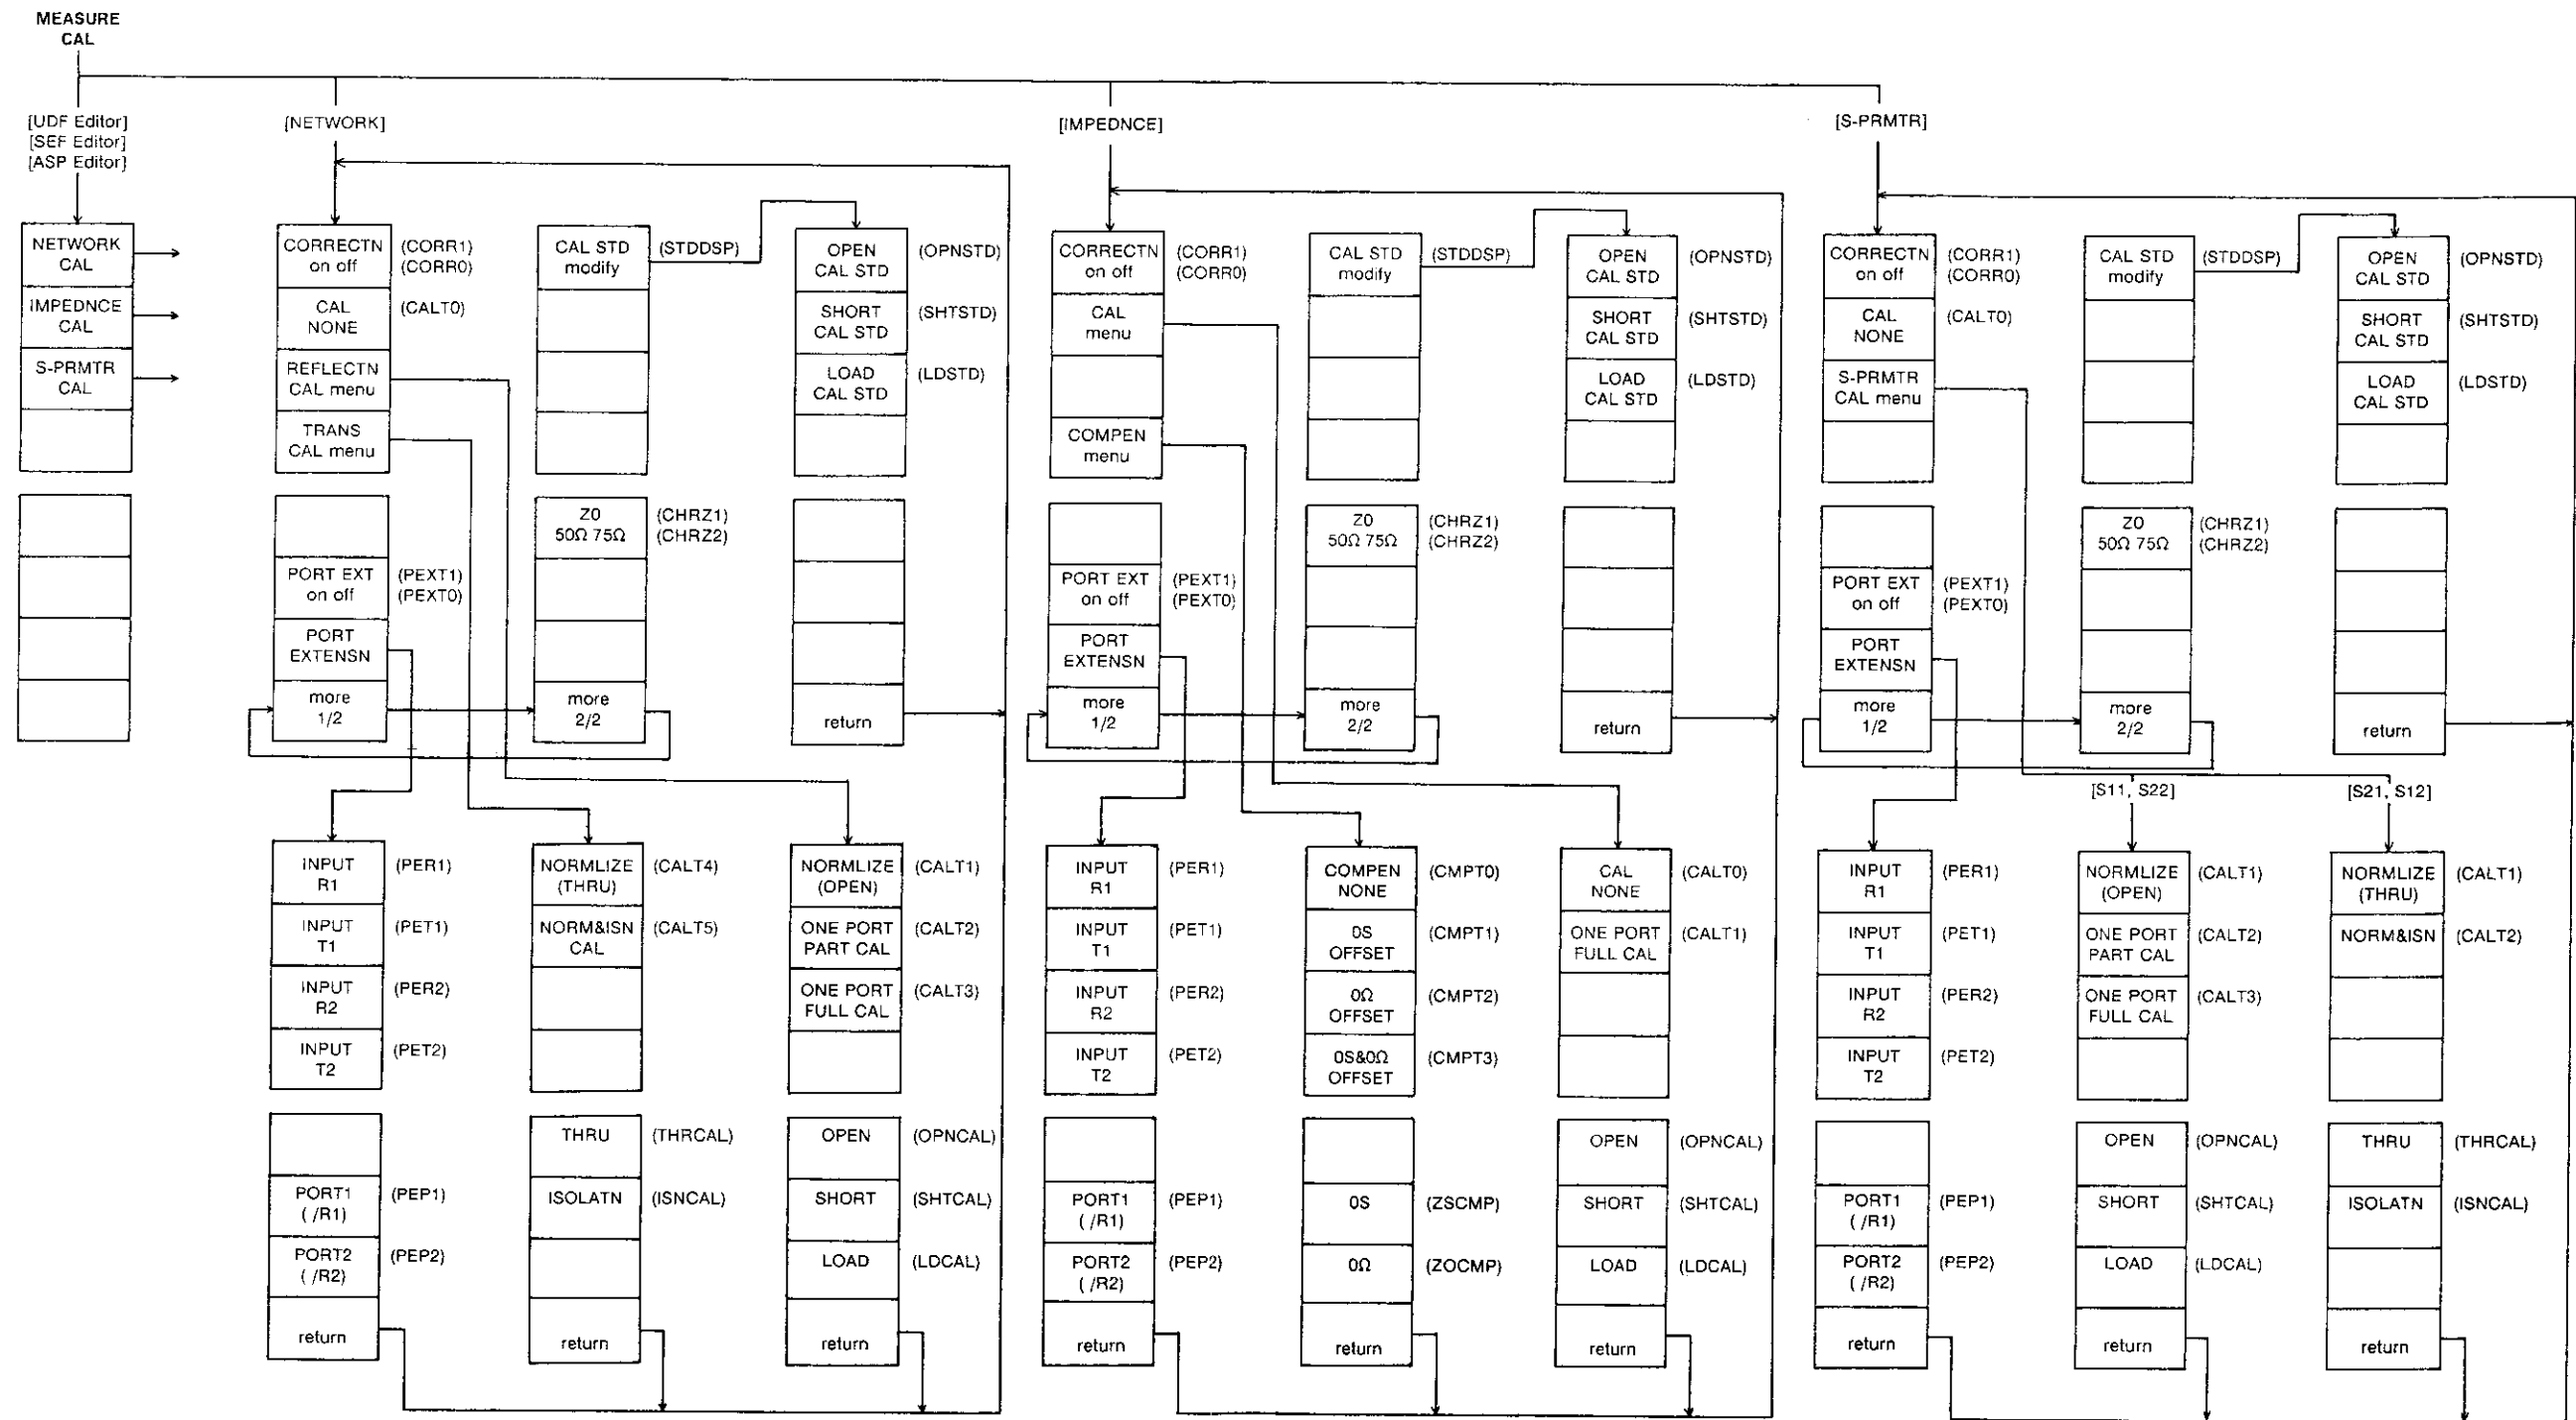 MEASURE
CAL
[UDF Editor]
[SEF Editor]
[ASP Editor]
NETWORK
CAL
IMPEDNCE
CAL
S-PRMTR
CAL
[NETWORK]
CORRECTN
on off
(CORR1)
(CORR0)
CAL
NONE
(CALT0)
REFLECTN
CAL menu
TRANS
CAL menu
PORT EXT
on off
(PEXT1)
(PEXT0)
PORT
EXTENSN
more
1/2
CAL STD
modify
(STDDSP)
Z0
50Ω 75Ω
(CHRZ1)
(CHRZ2)
more
2/2
OPEN
CAL STD
(OPNSTD)
SHORT
CAL STD
(SHTSTD)
LOAD
CAL STD
(LDSTD)
return
INPUT
R1
(PER1)
INPUT
T1
(PET1)
INPUT
R2
(PER2)
INPUT
T2
(PET2)
PORT1
( /R1)
(PEP1)
PORT2
( /R2)
(PEP2)
return
NORMLIZE
(THRU)
(CALT4)
NORM&ISN
CAL
(CALT5)
THRU
(THRCAL)
ISOLATN
(ISNCAL)
return
NORMLIZE
(OPEN)
(CALT1)
ONE PORT
PART CAL
(CALT2)
ONE PORT
FULL CAL
(CALT3)
OPEN
(OPNCAL)
SHORT
(SHTCAL)
LOAD
(LDCAL)
return
[IMPEDNCE]
CORRECTN
on off
(CORR1)
(CORR0)
CAL
menu
COMPEN
menu
PORT EXT
on off
(PEXT1)
(PEXT0)
PORT
EXTENSN
more
1/2
CAL STD
modify
(STDDSP)
Z0
50Ω 75Ω
(CHRZ1)
(CHRZ2)
more
2/2
OPEN
CAL STD
(OPNSTD)
SHORT
CAL STD
(SHTSTD)
LOAD
CAL STD
(LDSTD)
return
INPUT
R1
(PER1)
INPUT
T1
(PET1)
INPUT
R2
(PER2)
INPUT
T2
(PET2)
PORT1
( /R1)
(PEP1)
PORT2
( /R2)
(PEP2)
return
COMPEN
NONE
(CMPT0)
0S
OFFSET
(CMPT1)
0Ω
OFFSET
(CMPT2)
0S&0Ω
OFFSET
(CMPT3)
0S
(ZSCMP)
0Ω
(ZOCMP)
return
CAL
NONE
(CALT0)
ONE PORT
FULL CAL
(CALT1)
OPEN
(OPNCAL)
SHORT
(SHTCAL)
LOAD
(LDCAL)
return
[S-PRMTR]
CORRECTN
on off
(CORR1)
(CORR0)
CAL
NONE
(CALT0)
S-PRMTR
CAL menu
PORT EXT
on off
(PEXT1)
(PEXT0)
PORT
EXTENSN
more
1/2
CAL STD
modify
(STDDSP)
Z0
50Ω 75Ω
(CHRZ1)
(CHRZ2)
more
2/2
OPEN
CAL STD
(OPNSTD)
SHORT
CAL STD
(SHTSTD)
LOAD
CAL STD
(LDSTD)
return
INPUT
R1
(PER1)
INPUT
T1
(PET1)
INPUT
R2
(PER2)
INPUT
T2
(PET2)
PORT1
( /R1)
(PEP1)
PORT2
( /R2)
(PEP2)
return
[S11, S22]
NORMLIZE
(OPEN)
(CALT1)
ONE PORT
PART CAL
(CALT2)
ONE PORT
FULL CAL
(CALT3)
OPEN
(OPNCAL)
SHORT
(SHTCAL)
LOAD
(LDCAL)
return
[S21, S12]
NORMLIZE
(THRU)
(CALT1)
NORM&ISN
(CALT2)
THRU
(THRCAL)
ISOLATN
(ISNCAL)
return